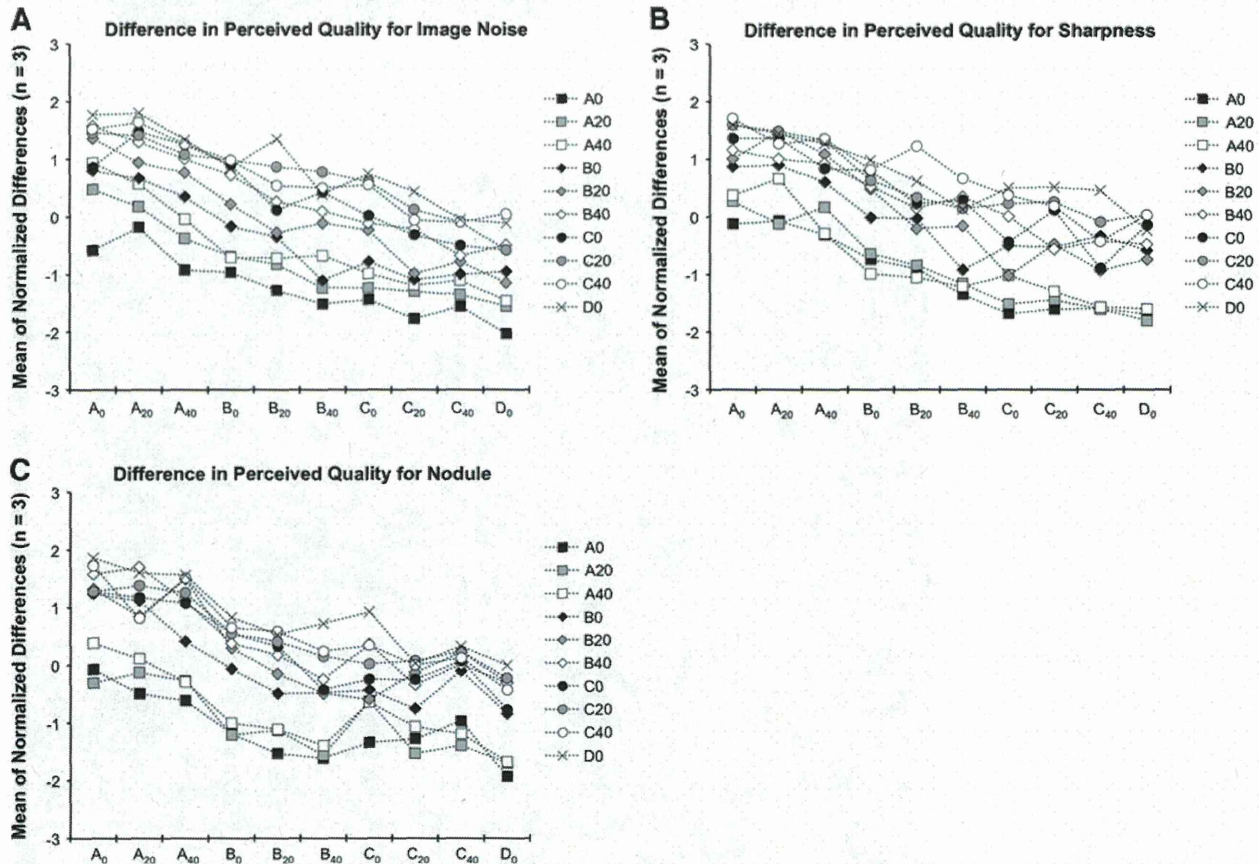 A
Difference in Perceived Quality for Image Noise
Mean of Normalized Differences (n = 3)
3
2
1
0
-1
-2
-3
A₀ A₂₀ A₄₀ B₀ B₂₀ B₄₀ C₀ C₂₀ C₄₀ D₀
A0
A20
A40
B0
B20
B40
C0
C20
C40
D0
B
Difference in Perceived Quality for Sharpness
Mean of Normalized Differences (n = 3)
3
2
1
0
-1
-2
-3
A₀ A₂₀ A₄₀ B₀ B₂₀ B₄₀ C₀ C₂₀ C₄₀ D₀
A0
A20
A40
B0
B20
B40
C0
C20
C40
D0
C
Difference in Perceived Quality for Nodule
Mean of Normalized Differences (n = 3)
3
2
1
0
-1
-2
-3
A₀ A₂₀ A₄₀ B₀ B₂₀ B₄₀ C₀ C₂₀ C₄₀ D₀
A0
A20
A40
B0
B20
B40
C0
C20
C40
D0